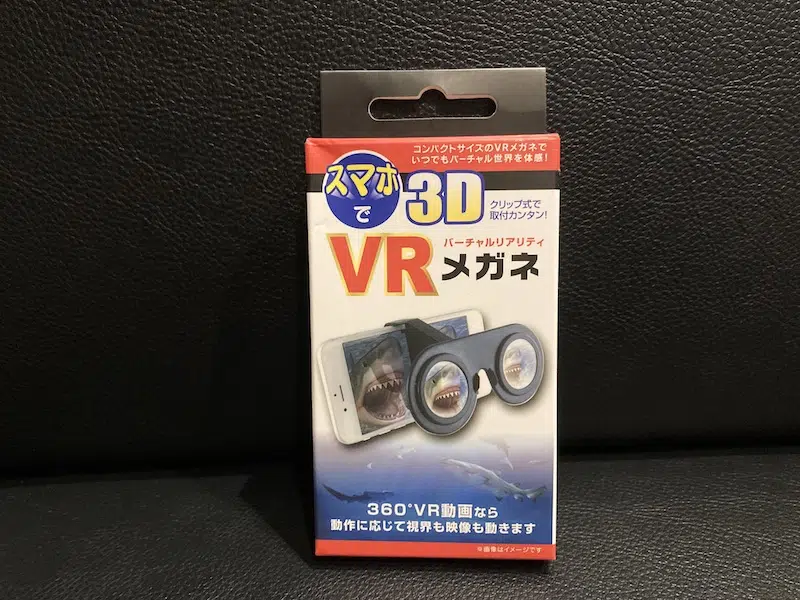 コンパクトサイズのVRメガネで
いつでもバーチャル世界を体感!
スマホ
で
3D
クリップ式で
取付カンタン!
バーチャルリアリティ
VRメガネ
360°VR動画なら
動作に応じて視界も映像も動きます
※画像はイメージです